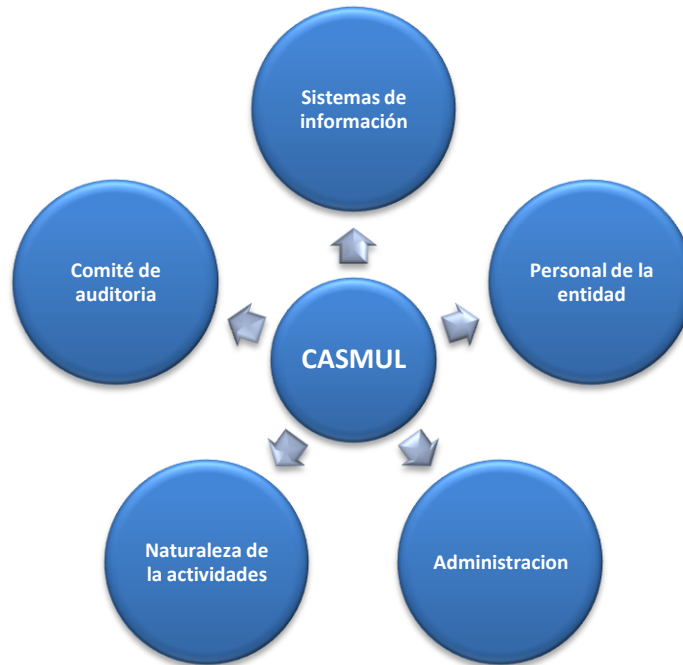 Sistemas de
información
Comité de
auditoria
Personal de la
entidad
CASMUL
Naturaleza de
la actividades
Administracion